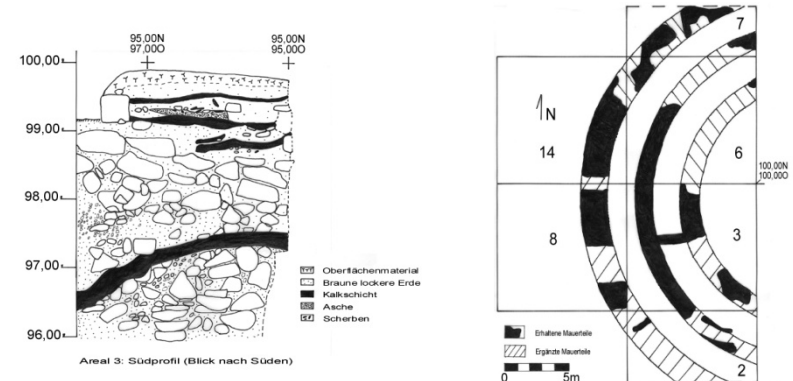 95,00N 95,00N
97,00O 95,00O
100,00
99,00
98,00
97,00
96,00
Oberflächenmaterial
Braune lockere Erde
Kalkschicht
Asche
Scherben
Areal 3: Südprofil (Blick nach Süden)
7
N
14
6
100,00N
100,00O
8
3
2
Erhaltene Mauerteile
Ergänzte Mauerteile
0 5m